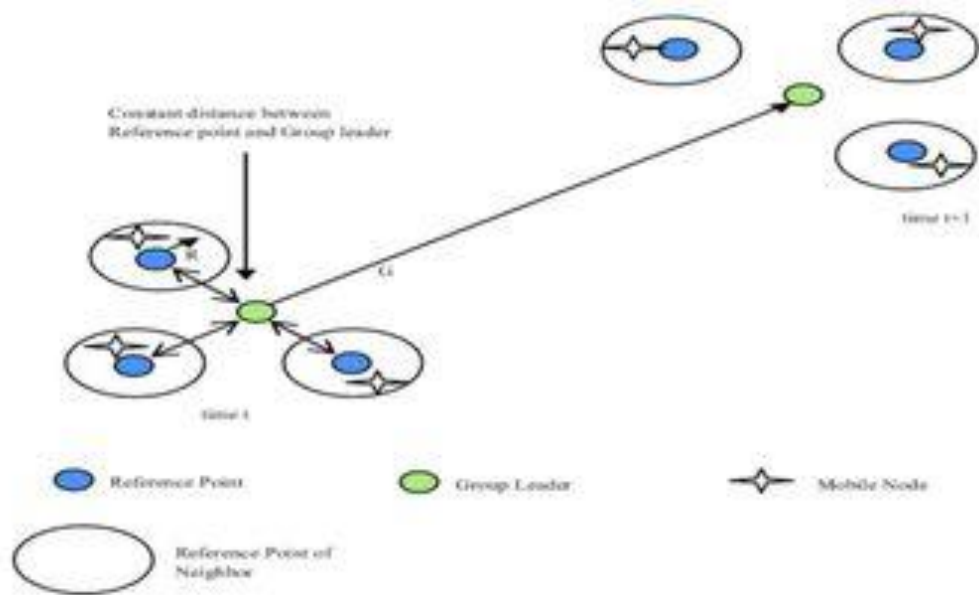 Constant distance between
Reference point and Group leader
time t+1
R
G
time t
Reference Point
Group Leader
Mobile Node
Reference Point of
Neighbor